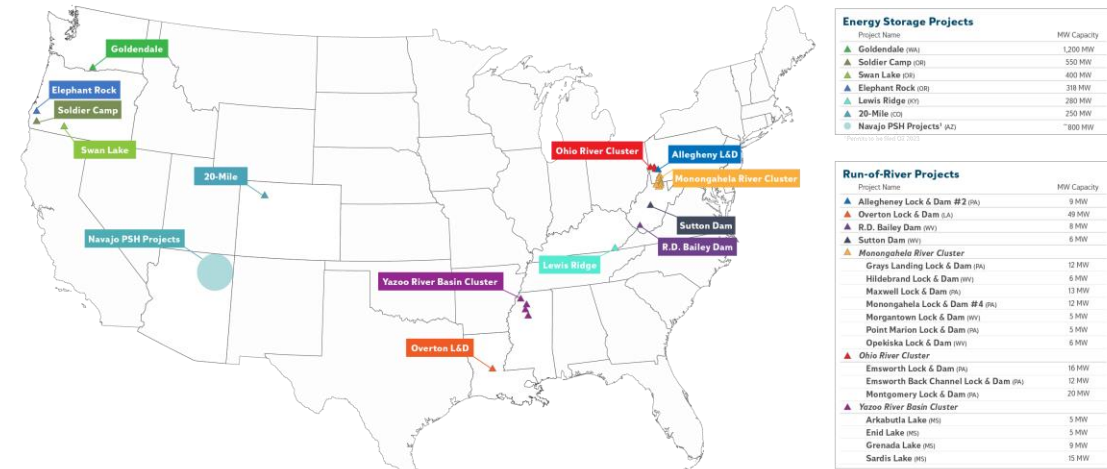 Goldendale
Elephant Rock
Soldier Camp
Swan Lake
20-Mile
Navajo PSH Projects
Ohio River Cluster
Allegheny L&D
Monongahela River Cluster
Sutton Dam
R.D. Bailey Dam
Lewis Ridge
Yazoo River Basin Cluster
Overton L&D
Energy Storage Projects
Project Name MW Capacity
Goldendale (WA) 1,200 MW
Soldier Camp (OR) 550 MW
Swan Lake (OR) 400 MW
Elephant Rock (OR) 318 MW
Lewis Ridge (KY) 280 MW
20-Mile (CO) 250 MW
Navajo PSH Projects¹ (AZ) ~800 MW
Run-of-River Projects
Project Name MW Capacity
Allegheney Lock & Dam #2 (PA) 9 MW
Overton Lock & Dam (LA) 49 MW
R.D. Bailey Dam (WV) 8 MW
Sutton Dam (WV) 6 MW
Monongahela River Cluster
Grays Landing Lock & Dam (PA) 12 MW
Hildebrand Lock & Dam (WV) 6 MW
Maxwell Lock & Dam (PA) 13 MW
Monongahela Lock & Dam #4 (PA) 12 MW
Morgantown Lock & Dam (WV) 5 MW
Point Marion Lock & Dam (PA) 5 MW
Opekiska Lock & Dam (WV) 6 MW
Ohio River Cluster
Emsworth Lock & Dam (PA) 16 MW
Emsworth Back Channel Lock & Dam (PA) 12 MW
Montgomery Lock & Dam (PA) 20 MW
Yazoo River Basin Cluster
Arkabutla Lake (MS) 5 MW
Enid Lake (MS) 5 MW
Grenada Lake (MS) 9 MW
Sardis Lake (MS) 15 MW